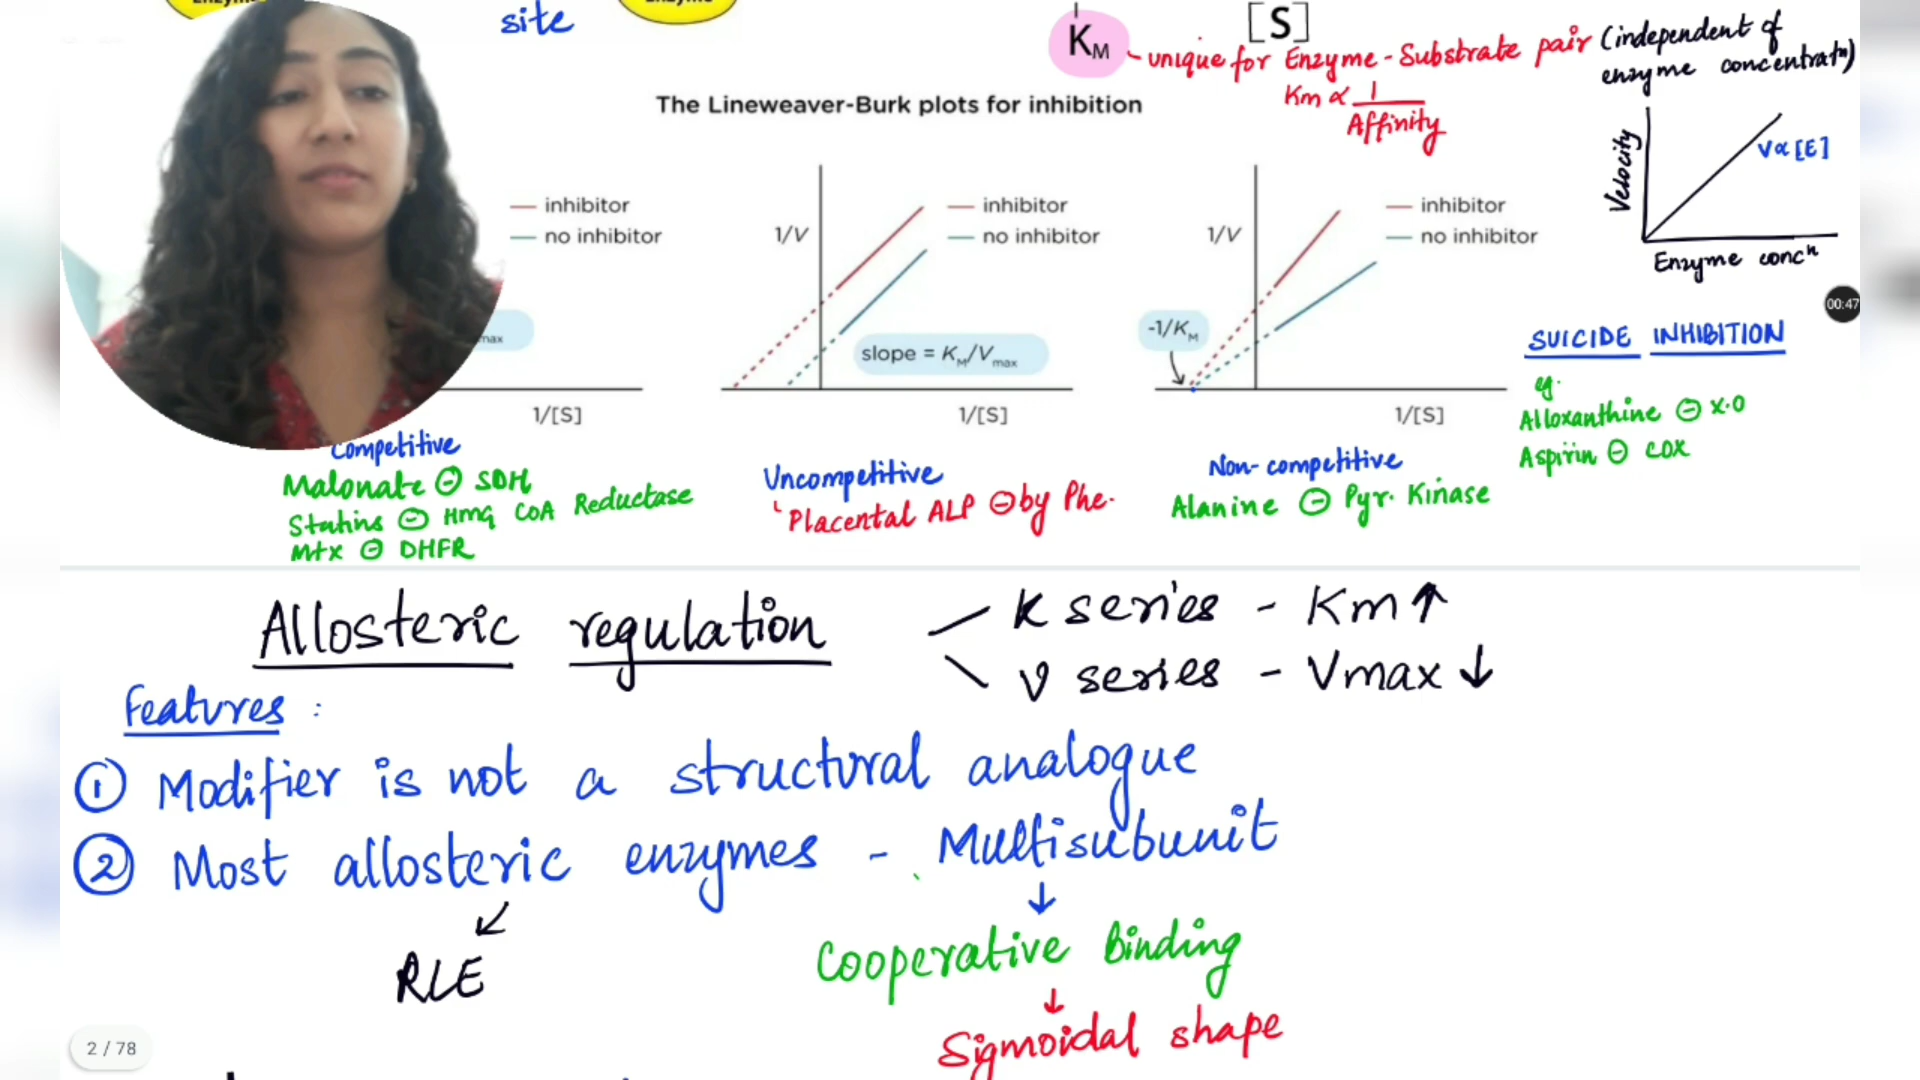 site
[S]
KM - unique for Enzyme - Substrate pair (independent of
enzyme concentratⁿ)
Km ∝ 1
Affinity
The Lineweaver-Burk plots for inhibition
Velocity
V∝ [E]
Enzyme concⁿ
inhibitor
no inhibitor
max
1/[S]
1/V
inhibitor
no inhibitor
slope = KM/Vmax
1/[S]
1/V
inhibitor
no inhibitor
-1/KM
1/[S]
00:47
SUICIDE INHIBITION
eg.
Alloxanthine ⊖ X.O
Aspirin ⊖ COX
Competitive
Malonate ⊖ SDH
Statins ⊖ HMG CoA Reductase
Mtx ⊖ DHFR
Uncompetitive
Placental ALP ⊖ by Phe.
Non-competitive
Alanine ⊖ Pyr. Kinase
Allosteric regulation
K series - Km↑
V series - Vmax↓
Features :
① Modifier is not a structural analogue
② Most allosteric enzymes - Multisubunit
↓
RLE
Cooperative Binding
↓
Sigmoidal shape
2 / 78